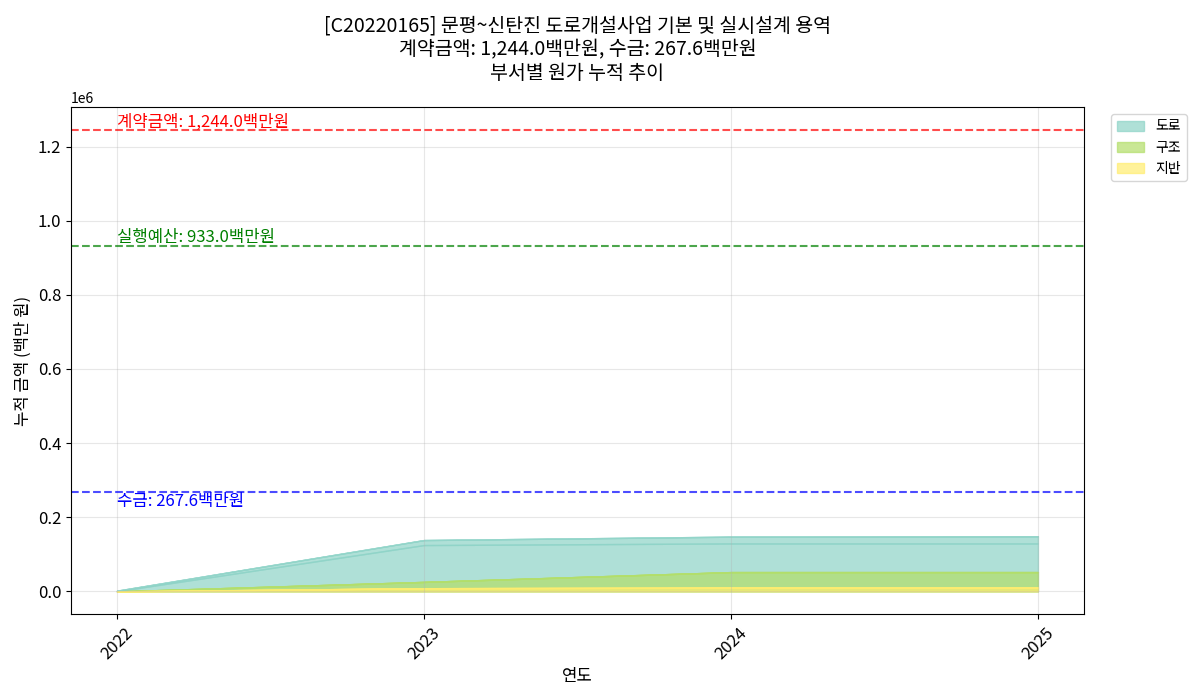 [C20220165] 문평~신탄진 도로개설사업 기본 및 실시설계 용역
계약금액: 1,244.0백만원, 수금: 267.6백만원
부서별 원가 누적 추이
1e6
계약금액: 1,244.0백만원
실행예산: 933.0백만원
수금: 267.6백만원
1.2
1.0
0.8
0.6
0.4
0.2
0.0
누적 금액 (백만 원)
2022
2023
2024
2025
연도
도로
구조
지반